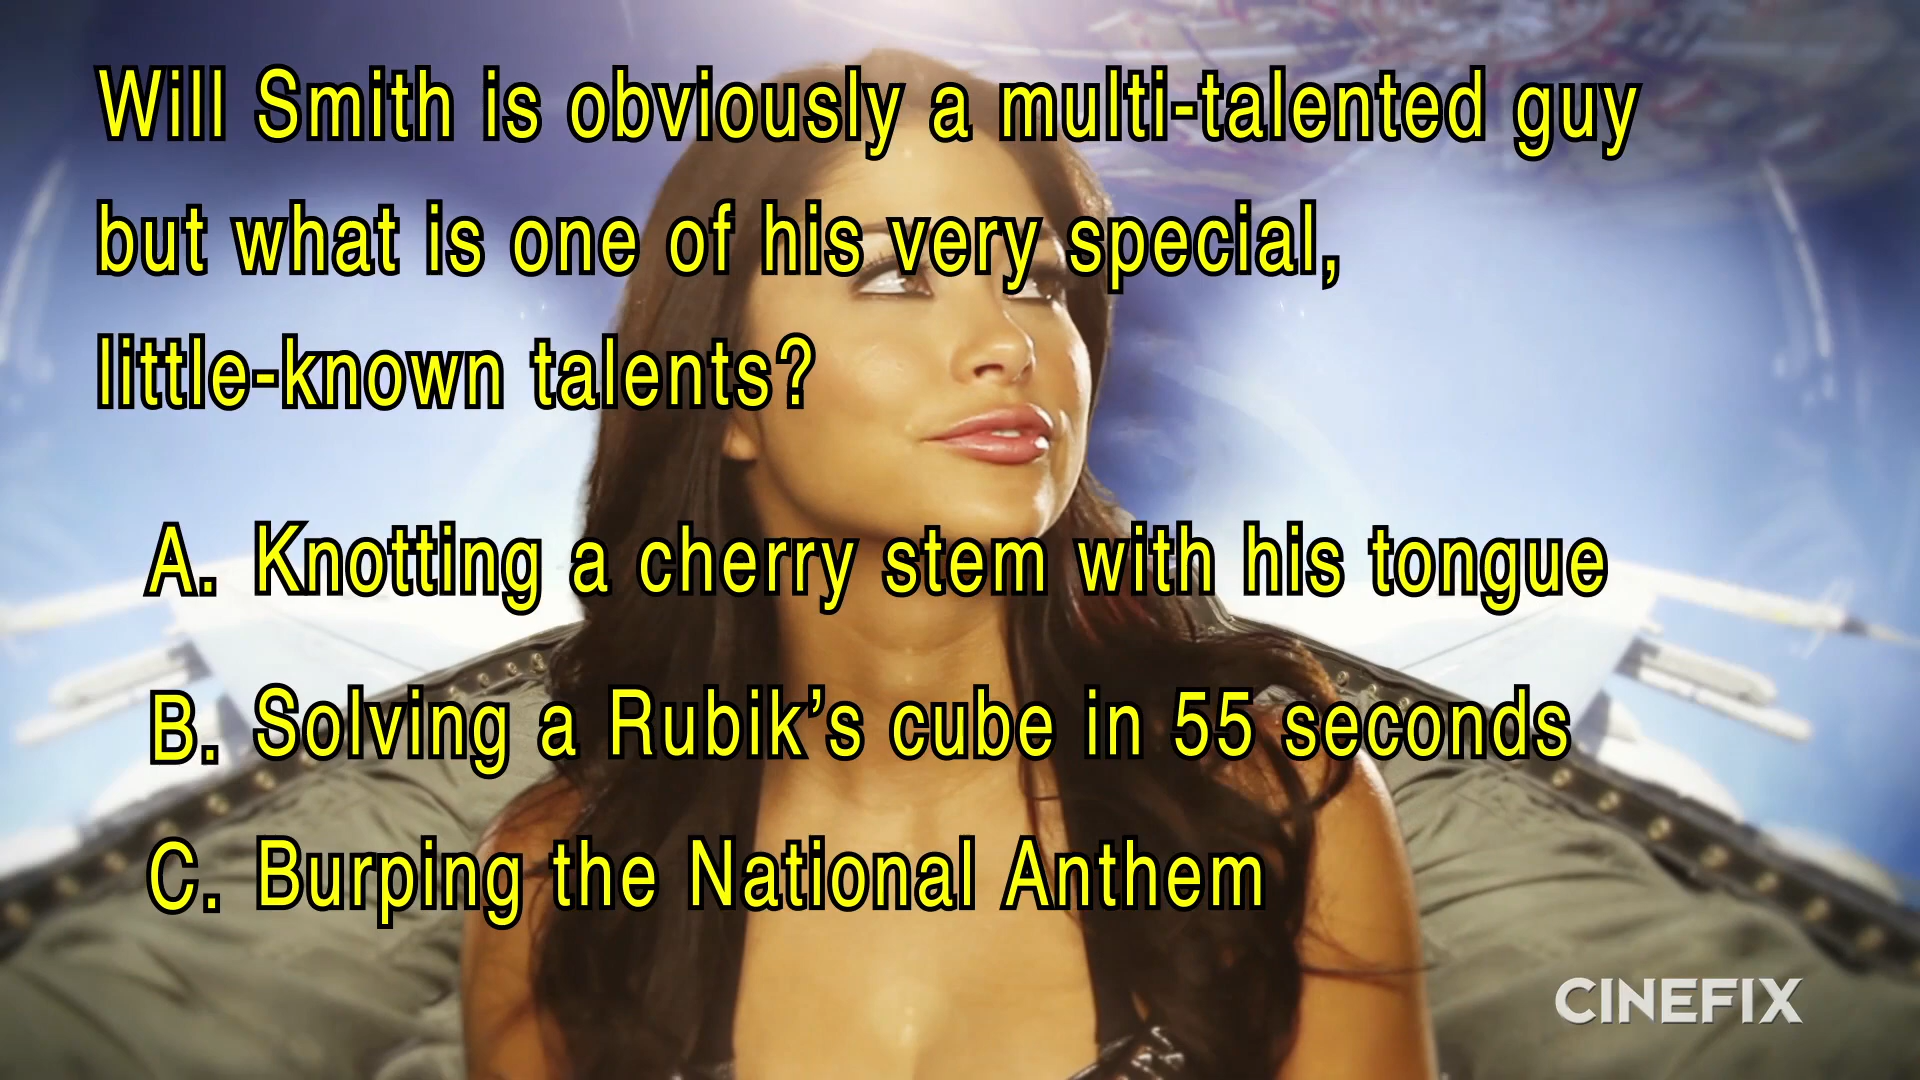 Will Smith is obviously a multi-talented guy
but what is one of his very special,
little-known talents?
A. Knotting a cherry stem with his tongue
B. Solving a Rubik’s cube in 55 seconds
C. Burping the National Anthem
CINEFIX